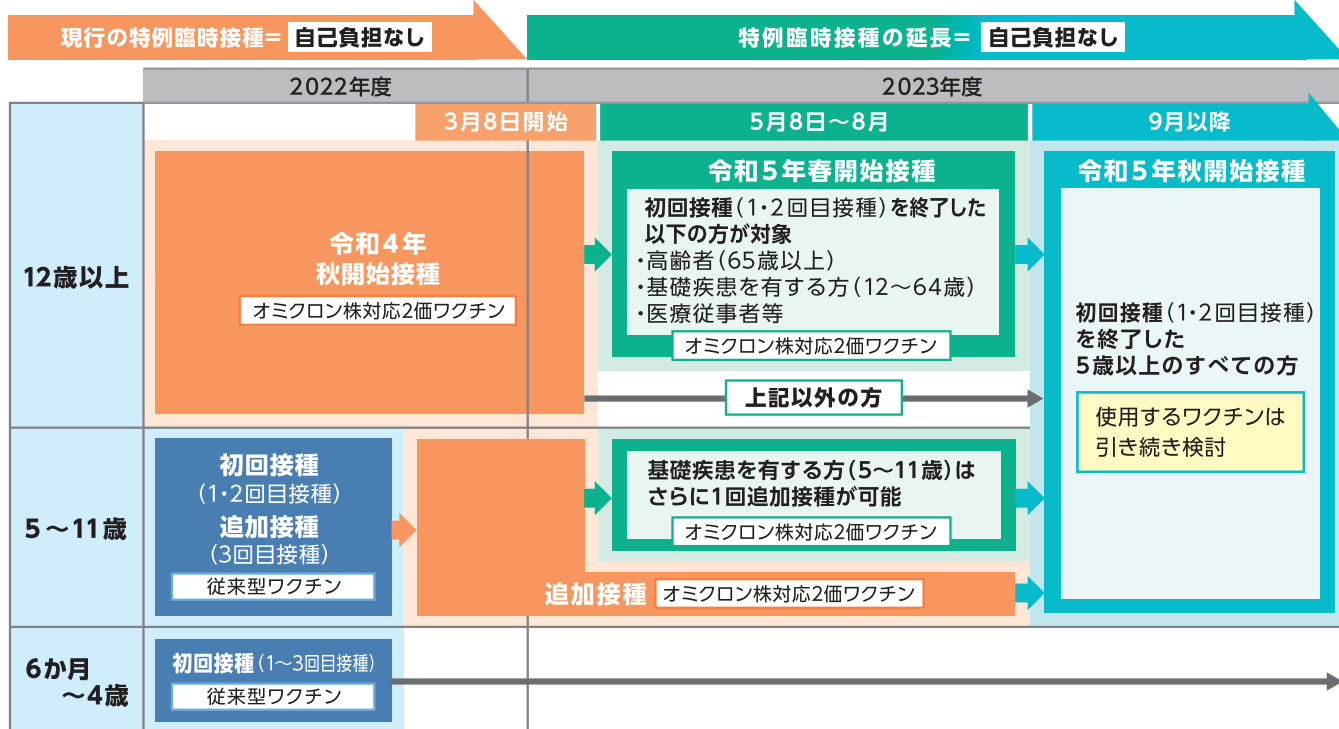 現行の特例臨時接種= 自己負担なし
特例臨時接種の延長= 自己負担なし
2022年度
2023年度
3月8日開始
5月8日～8月
9月以降
12歳以上
令和4年
秋開始接種
オミクロン株対応2価ワクチン
令和5年春開始接種
初回接種(1・2回目接種)を終了した
以下の方が対象
・高齢者(65歳以上)
・基礎疾患を有する方(12～64歳)
・医療従事者等
オミクロン株対応2価ワクチン
上記以外の方
令和5年秋開始接種
初回接種(1・2回目接種)
を終了した
5歳以上のすべての方
使用するワクチンは
引き続き検討
5～11歳
初回接種
(1・2回目接種)
追加接種
(3回目接種)
従来型ワクチン
基礎疾患を有する方(5～11歳)は
さらに1回追加接種が可能
オミクロン株対応2価ワクチン
追加接種 オミクロン株対応2価ワクチン
6か月
～4歳
初回接種(1～3回目接種)
従来型ワクチン